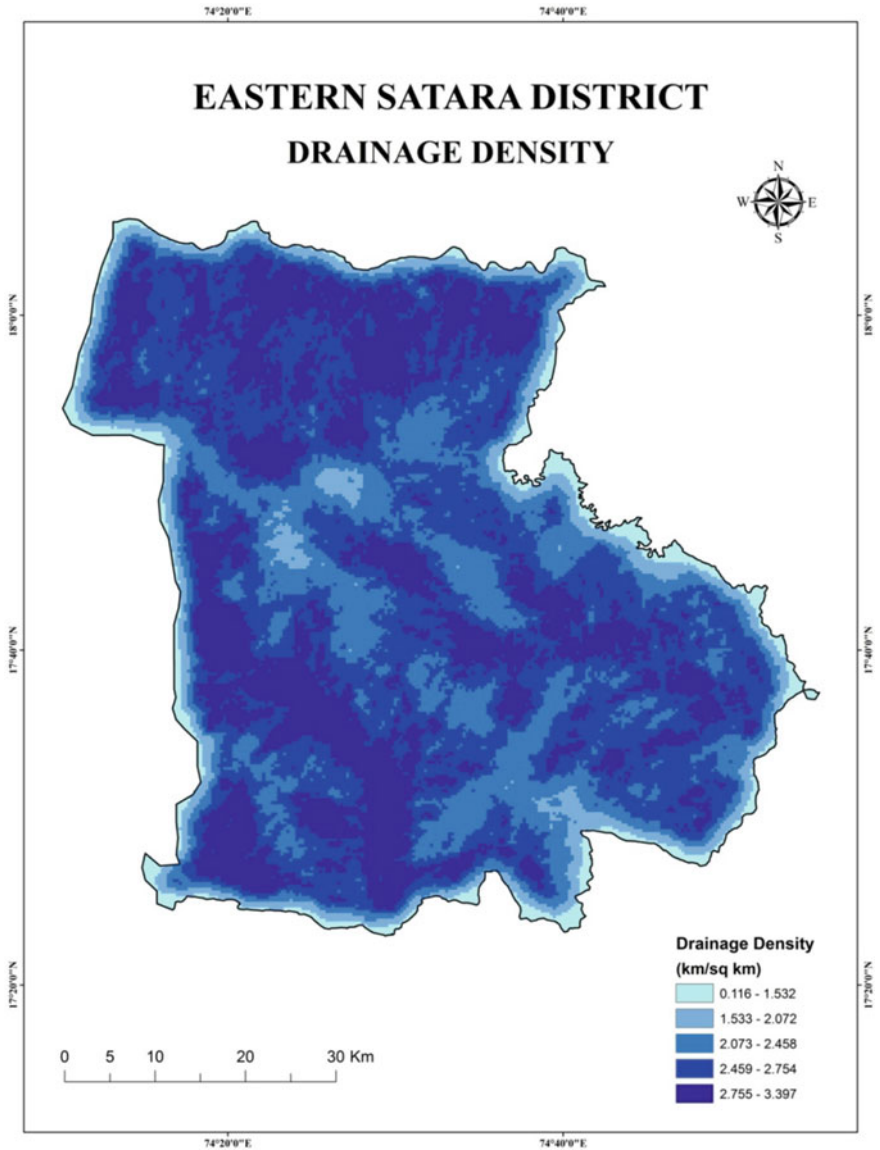 74°20'0"E 74°40'0"E
EASTERN SATARA DISTRICT
DRAINAGE DENSITY
N
W E
S
18°0'0"N 18°0'0"N
17°40'0"N 17°40'0"N
17°20'0"N 17°20'0"N
Drainage Density
(km/sq km)
0.116 - 1.532
1.533 - 2.072
2.073 - 2.458
2.459 - 2.754
2.755 - 3.397
0 5 10 20 30 Km
74°20'0"E 74°40'0"E